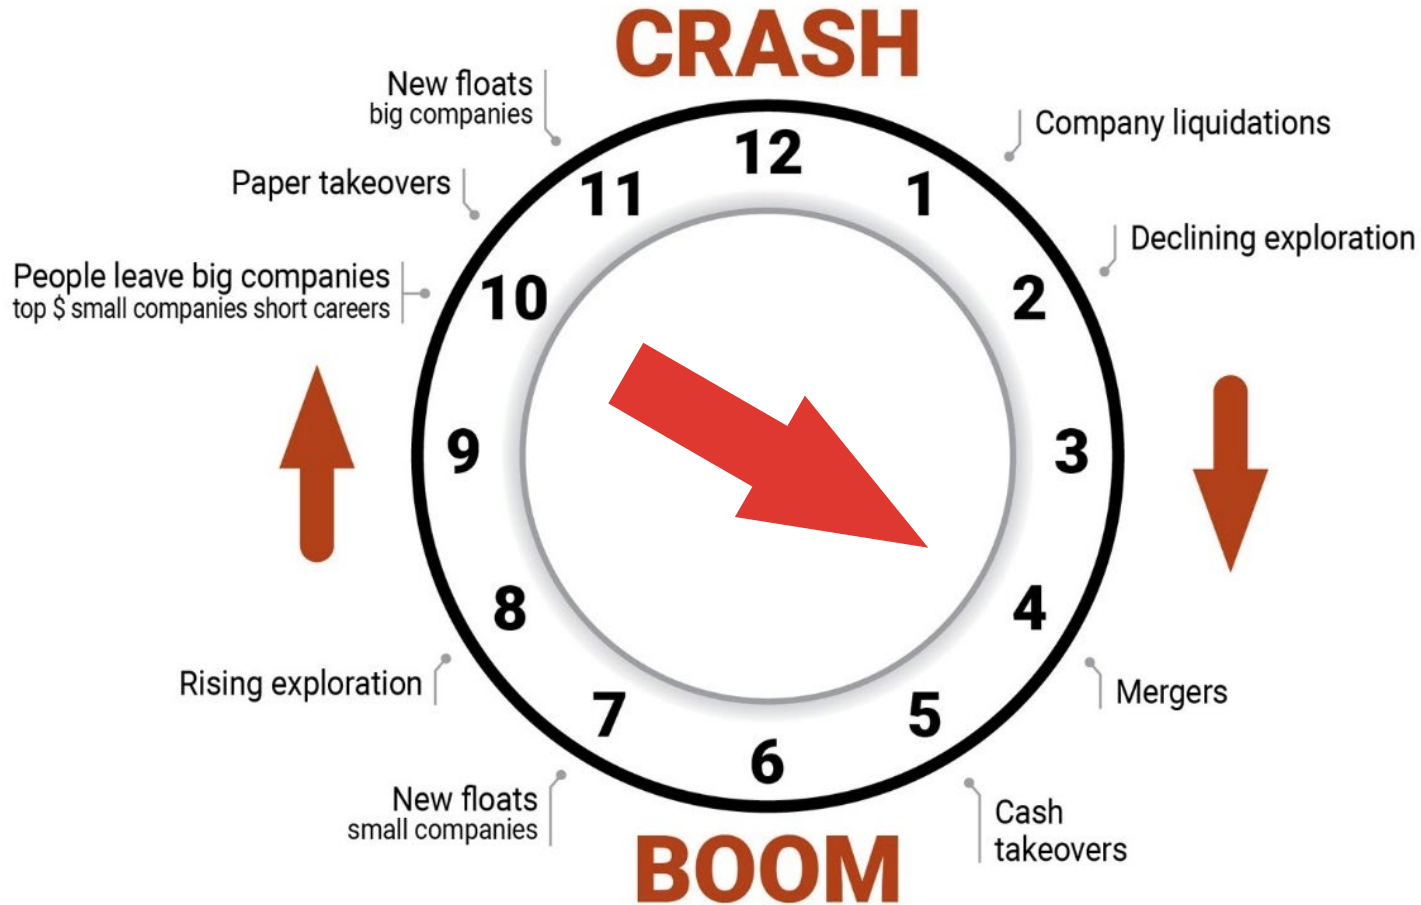 CRASH
New floats
big companies
Company liquidations
12
11
1
Paper takeovers
Declining exploration
People leave big companies
top $ small companies short careers
10
2
9
3
8
4
Rising exploration
Mergers
7
5
6
New floats
small companies
Cash
takeovers
BOOM